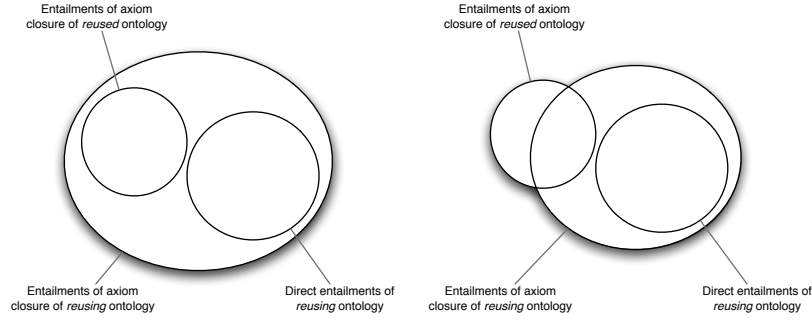 Entailments of axiom
closure of reused ontology
Entailments of axiom
closure of reused ontology
Entailments of axiom
closure of reusing ontology
Direct entailments of
reusing ontology
Entailments of axiom
closure of reusing ontology
Direct entailments of
reusing ontology